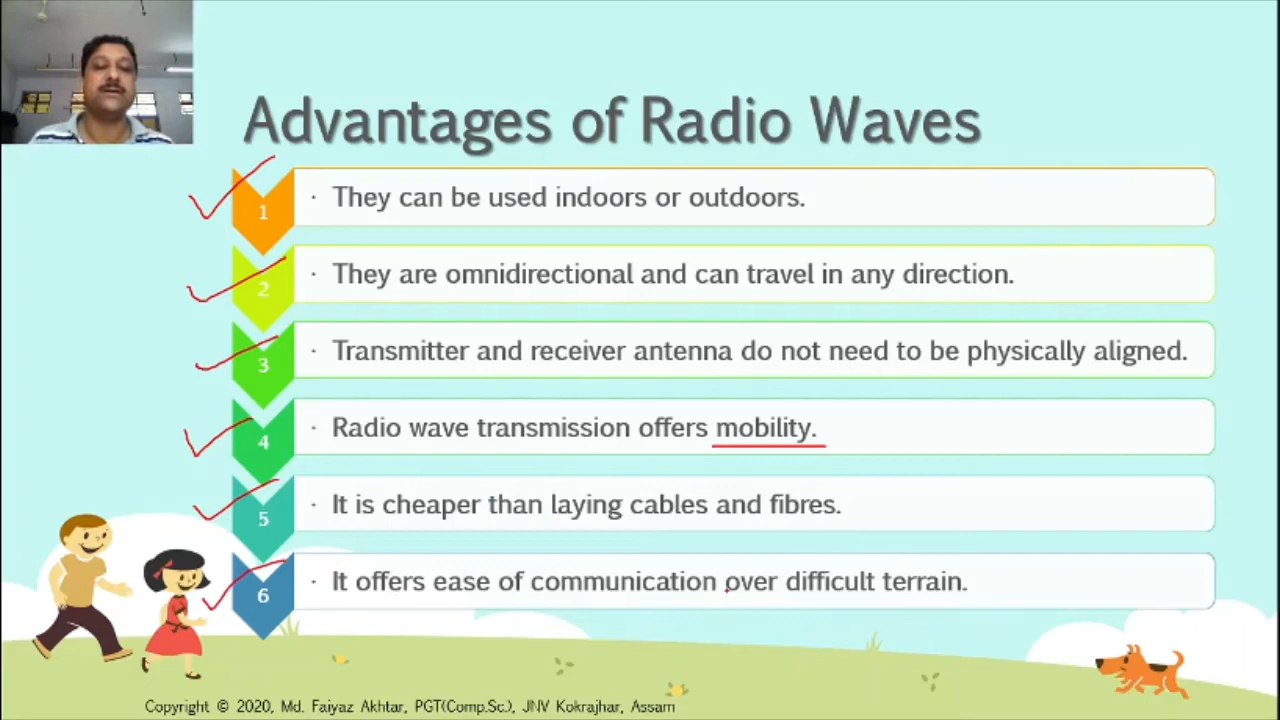 Advantages of Radio Waves
1 · They can be used indoors or outdoors.
2 · They are omnidirectional and can travel in any direction.
3 · Transmitter and receiver antenna do not need to be physically aligned.
4 · Radio wave transmission offers mobility.
5 · It is cheaper than laying cables and fibres.
6 · It offers ease of communication over difficult terrain.
Copyright © 2020, Md. Faiyaz Akhtar, PGT(Comp.Sc.), JNV Kokrajhar, Assam